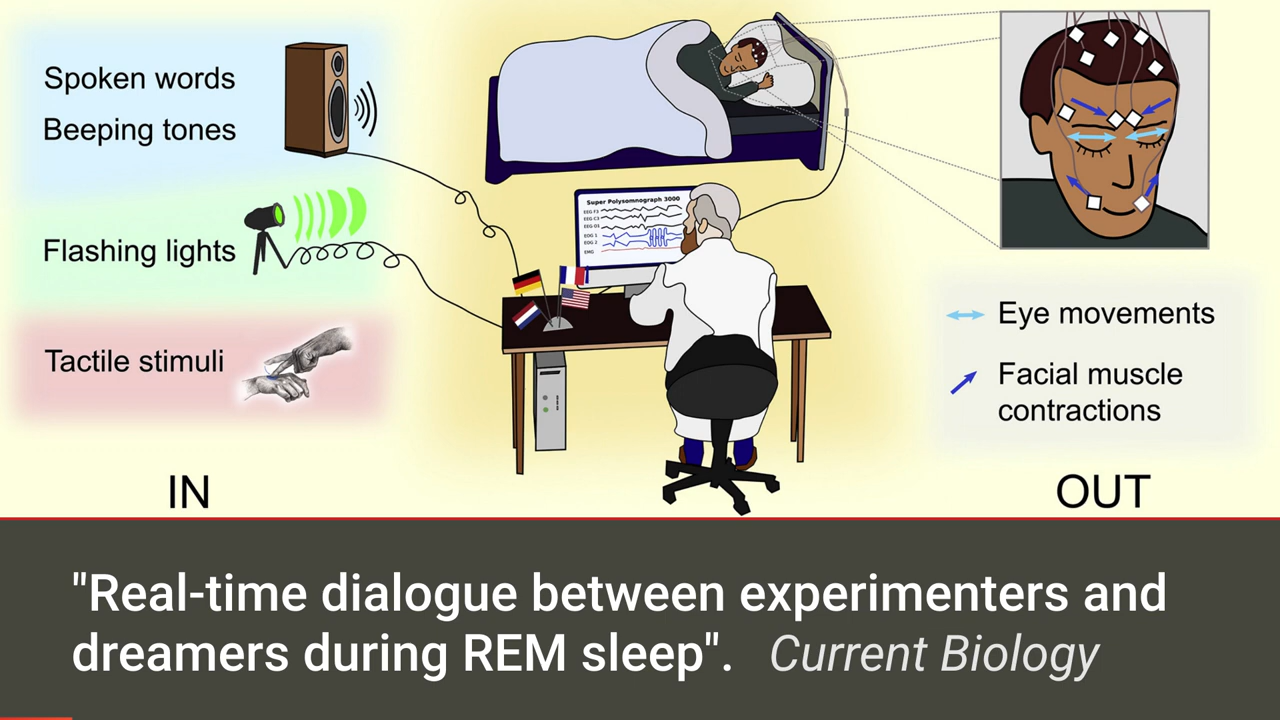 Spoken words
Beeping tones
Flashing lights
Tactile stimuli
IN
Super Polysomnograph 3000
EEG F3
EEG C3
EEG O1
EOG 1
EOG 2
EMG
Eye movements
Facial muscle
contractions
OUT
"Real-time dialogue between experimenters and
dreamers during REM sleep". Current Biology